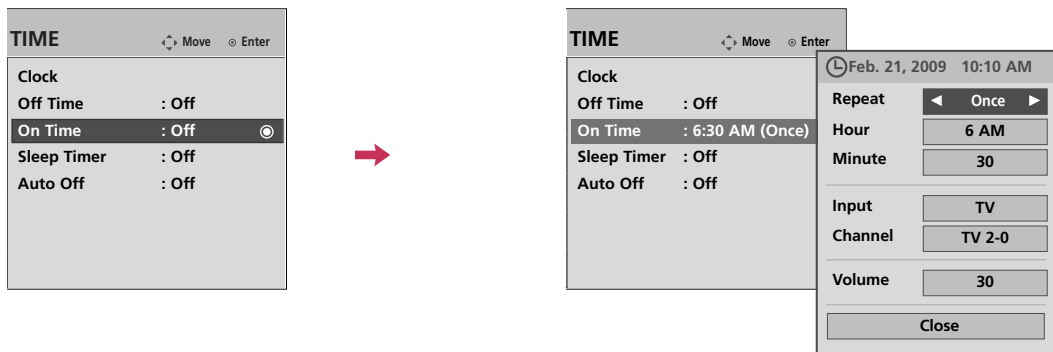 TIME Move Enter
Clock
Off Time : Off
On Time : Off
Sleep Timer : Off
Auto Off : Off
TIME Move Enter
Clock
Off Time : Off
On Time : 6:30 AM (Once)
Sleep Timer : Off
Auto Off : Off
Feb. 21, 2009 10:10 AM
Repeat ◀ Once ▶
Hour 6 AM
Minute 30
Input TV
Channel TV 2-0
Volume 30
Close